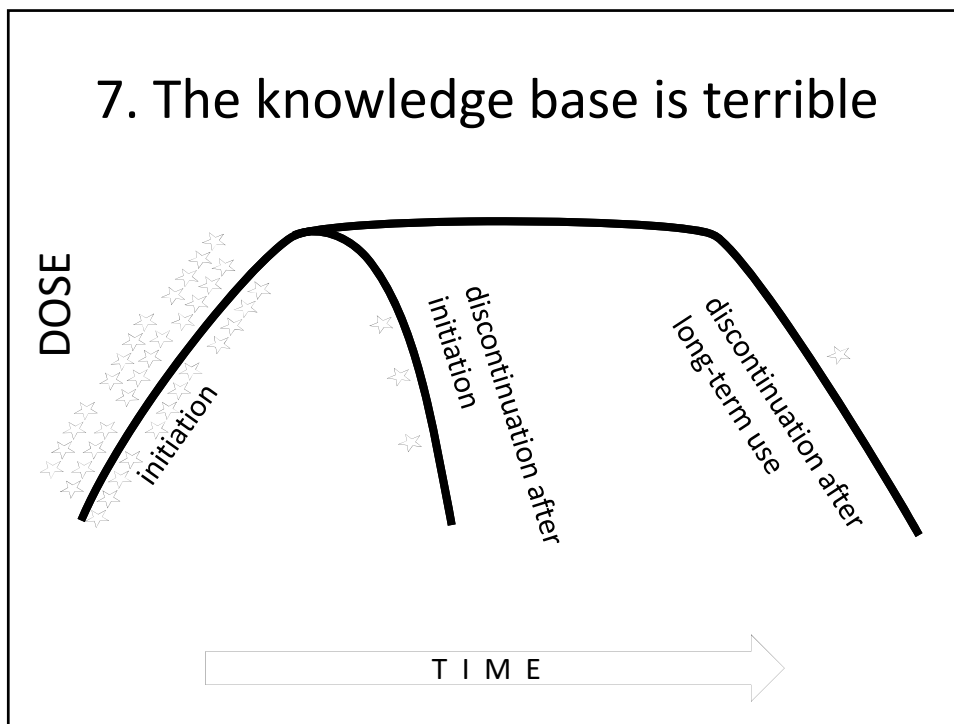 7. The knowledge base is terrible
DOSE
initiation
discontinuation after
initiation
discontinuation after
long-term use
T I M E